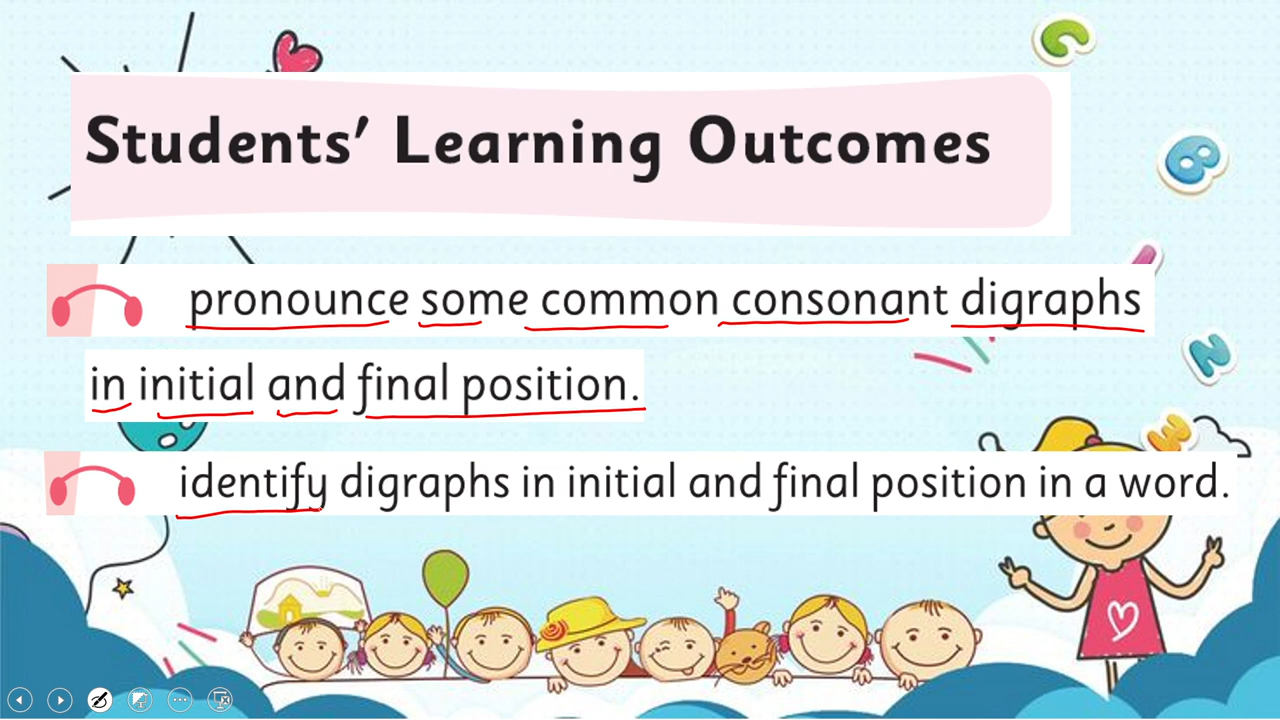 Students' Learning Outcomes
pronounce some common consonant digraphs
in initial and final position.
identify digraphs in initial and final position in a word.